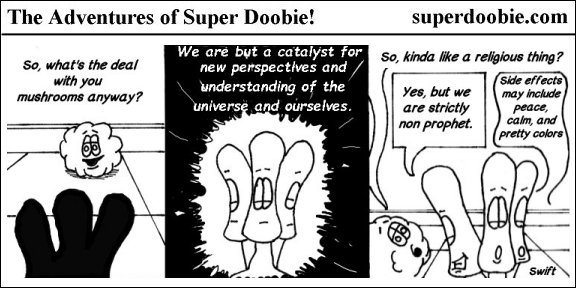 The Adventures of Super Doobie!
superdoobie.com
So, what's the deal
with you
mushrooms anyway?
We are but a catalyst for
new perspectives and
understanding of the
universe and ourselves.
So, kinda like a religious thing?
Yes, but we
are strictly
non prophet.
Side effects
may include
peace,
calm, and
pretty colors
Swift